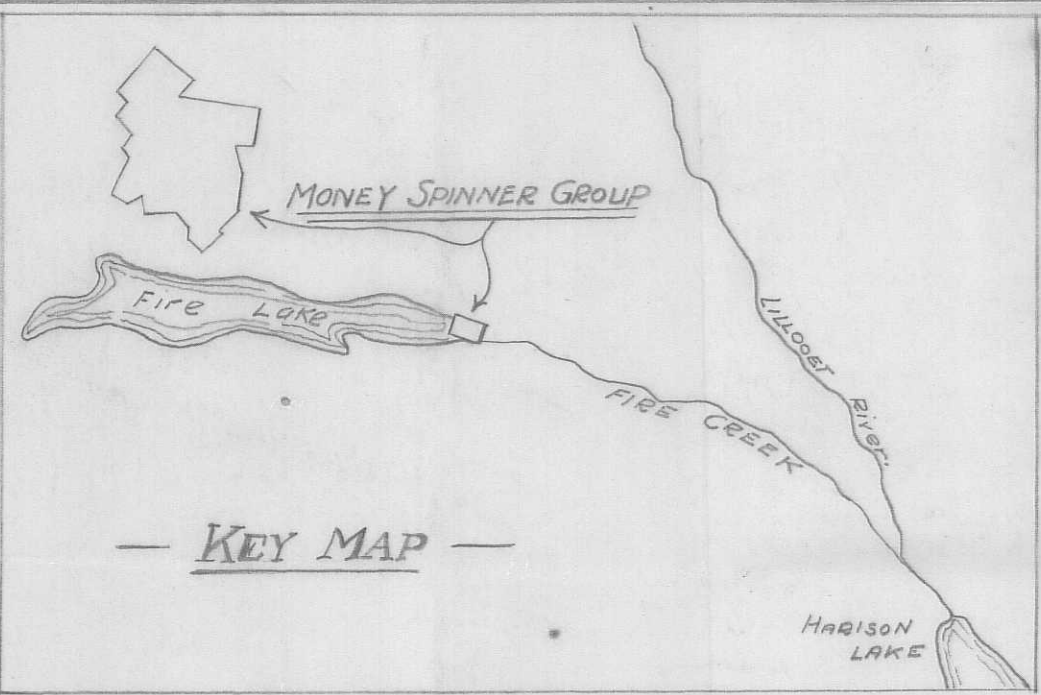 MONEY SPINNER GROUP
Fire Lake
LILLOOET River.
FIRE CREEK
— KEY MAP —
HARISON
LAKE